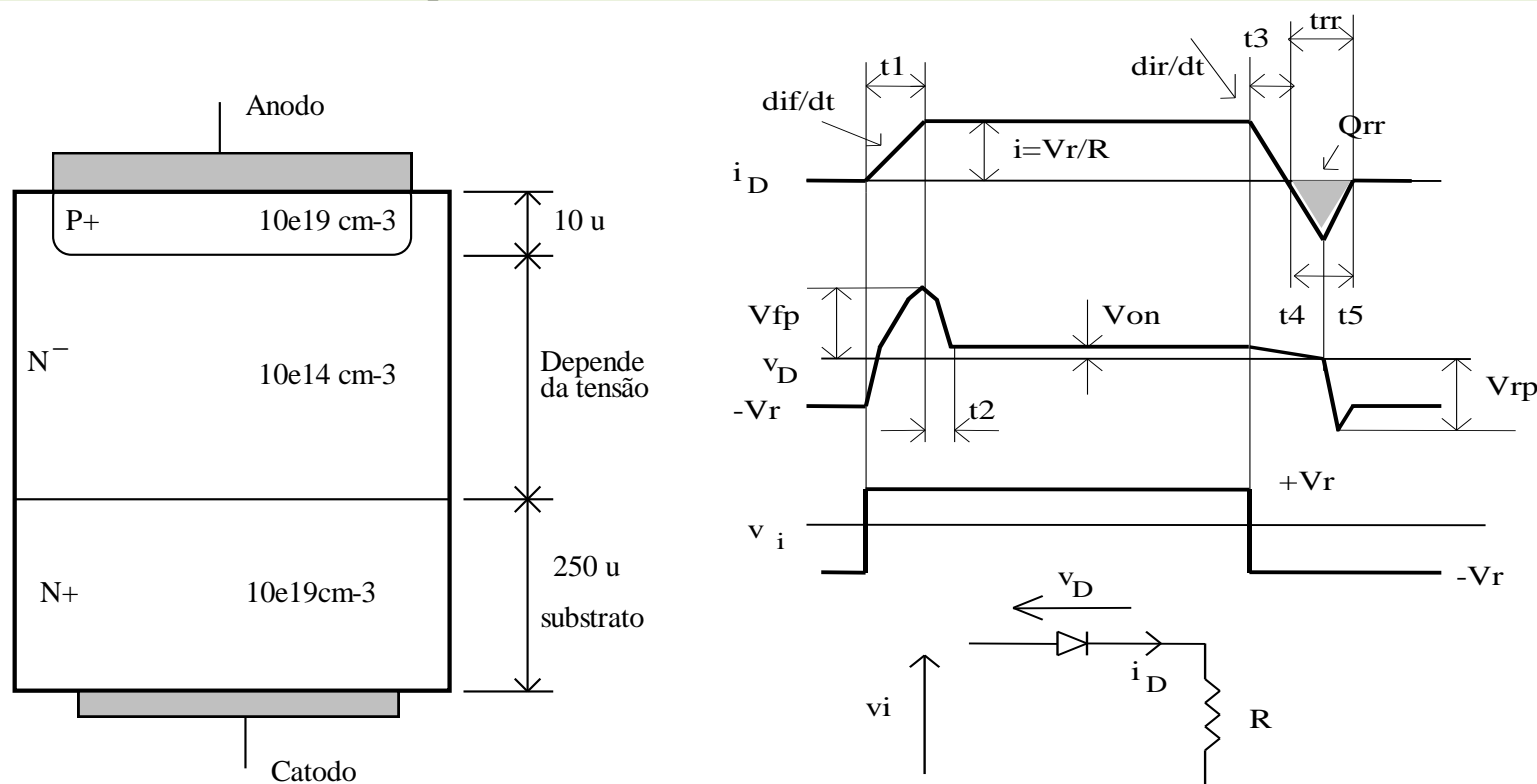 Anodo
P+ 10e19 cm-3
10 u
N− 10e14 cm-3
Depende
da tensão
N+ 10e19cm-3
250 u
substrato
Catodo
trr
t3
t1
dir/dt
dif/dt
Qrr
i=Vr/R
iD
Vfp
Von
t4 t5
vD
Vrp
-Vr
t2
+Vr
vi
-Vr
vD
iD
vi
R